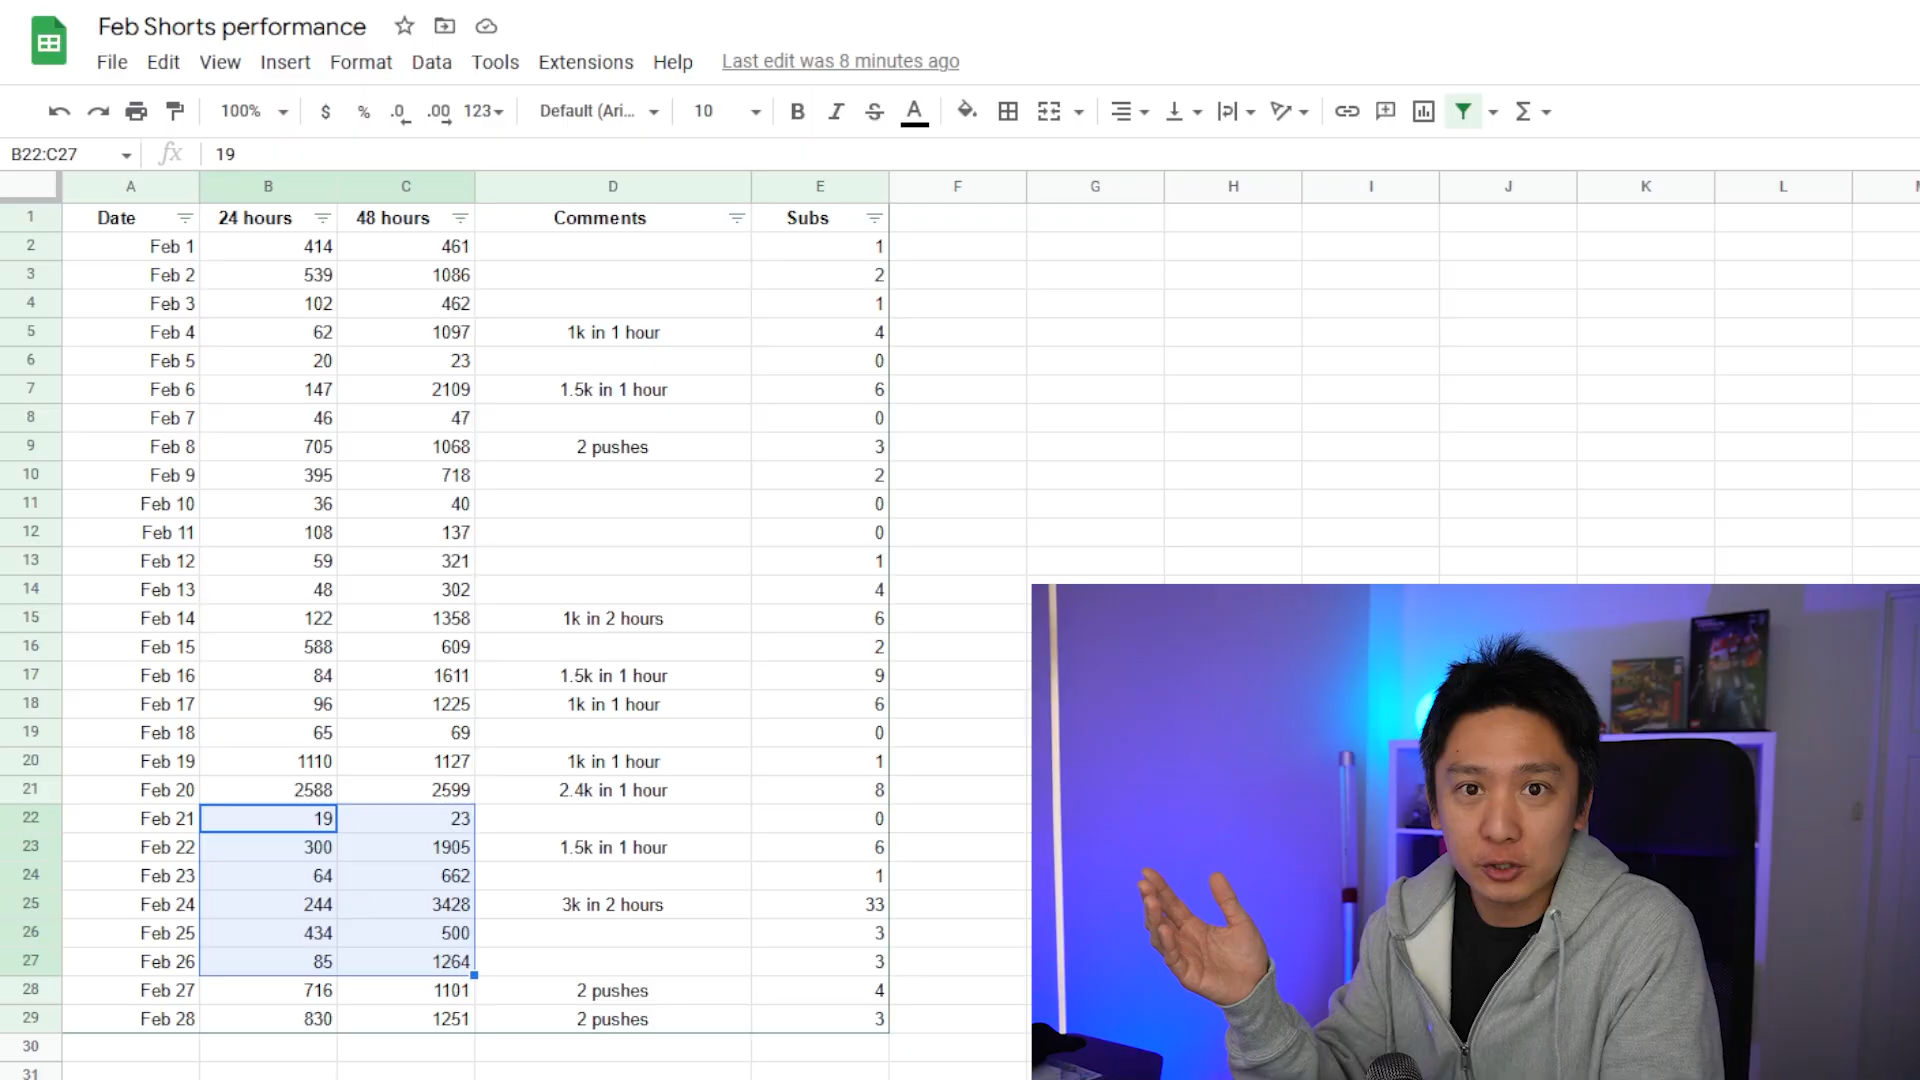 Feb Shorts performance
File Edit View Insert Format Data Tools Extensions Help Last edit was 8 minutes ago
100% $ % .0 .00 123 Default (Ari... 10 B I S A Σ
B22:C27 fx 19
A B C D E F G H I J K L M
1 Date 24 hours 48 hours Comments Subs
2 Feb 1 414 461 1
3 Feb 2 539 1086 2
4 Feb 3 102 462 1
5 Feb 4 62 1097 1k in 1 hour 4
6 Feb 5 20 23 0
7 Feb 6 147 2109 1.5k in 1 hour 6
8 Feb 7 46 47 0
9 Feb 8 705 1068 2 pushes 3
10 Feb 9 395 718 2
11 Feb 10 36 40 0
12 Feb 11 108 137 0
13 Feb 12 59 321 1
14 Feb 13 48 302 4
15 Feb 14 122 1358 1k in 2 hours 6
16 Feb 15 588 609 2
17 Feb 16 84 1611 1.5k in 1 hour 9
18 Feb 17 96 1225 1k in 1 hour 6
19 Feb 18 65 69 0
20 Feb 19 1110 1127 1k in 1 hour 1
21 Feb 20 2588 2599 2.4k in 1 hour 8
22 Feb 21 19 23 0
23 Feb 22 300 1905 1.5k in 1 hour 6
24 Feb 23 64 662 1
25 Feb 24 244 3428 3k in 2 hours 33
26 Feb 25 434 500 3
27 Feb 26 85 1264 3
28 Feb 27 716 1101 2 pushes 4
29 Feb 28 830 1251 2 pushes 3
30
31